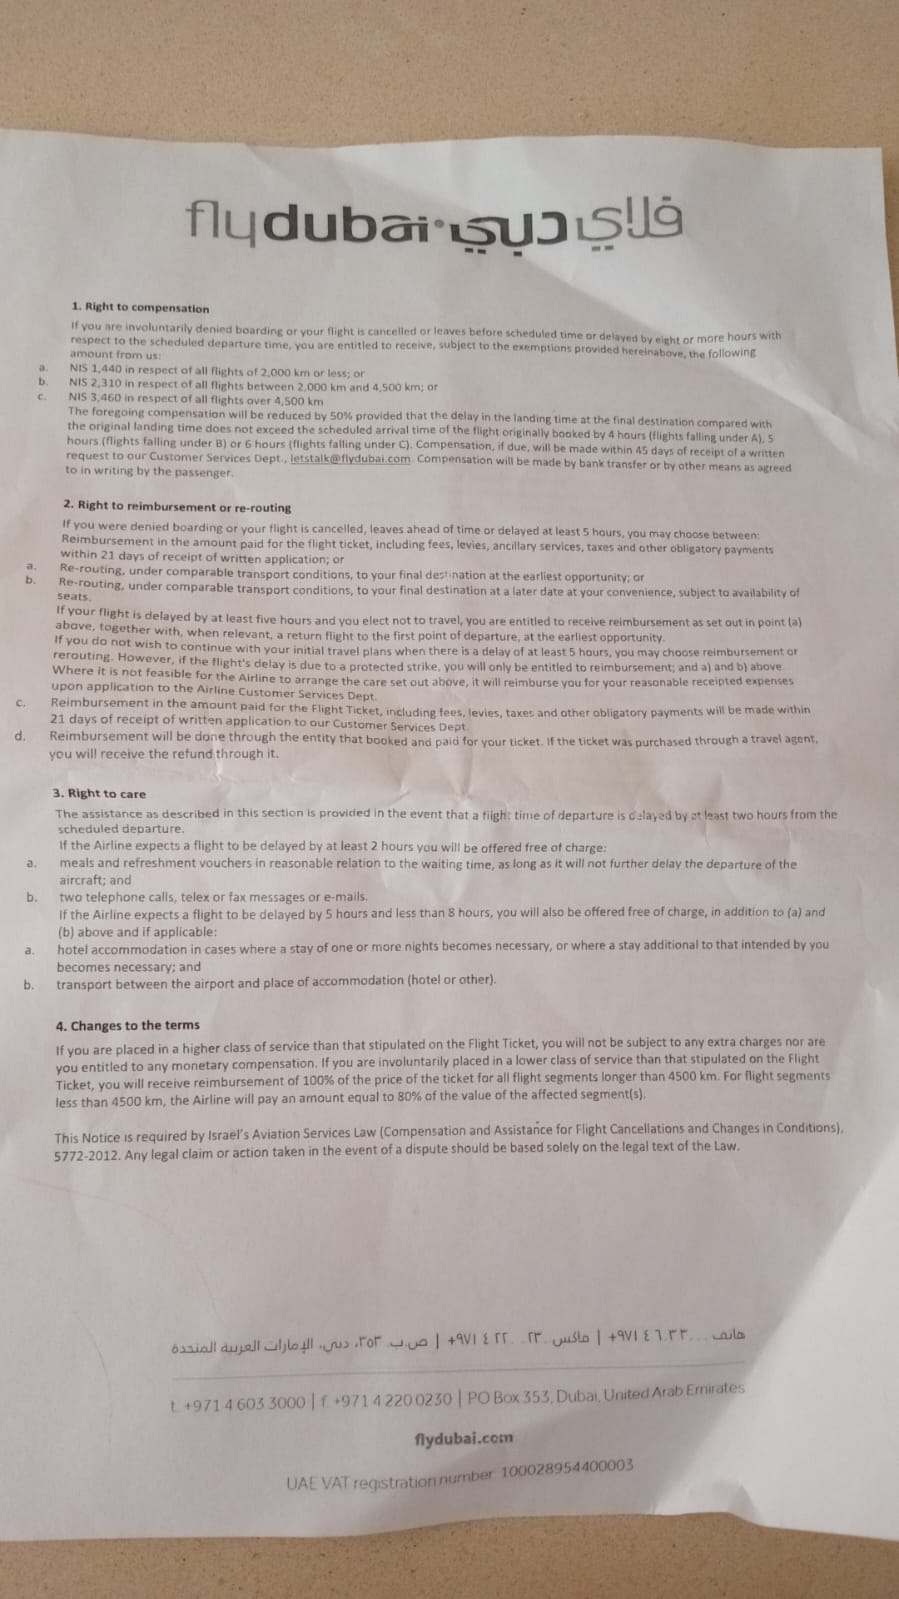 flydubai فلاي دبي
1. Right to compensation
If you are involuntarily denied boarding or your flight is cancelled or leaves before scheduled time or delayed by eight or more hours with
respect to the scheduled departure time, you are entitled to receive, subject to the exemptions provided hereinabove, the following
amount from us:
a. NIS 1,440 in respect of all flights of 2,000 km or less; or
b. NIS 2,310 in respect of all flights between 2,000 km and 4,500 km; or
c. NIS 3,460 in respect of all flights over 4,500 km
The foregoing compensation will be reduced by 50% provided that the delay in the landing time at the final destination compared with
the original landing time does not exceed the scheduled arrival time of the flight originally booked by 4 hours (flights falling under A), 5
hours (flights falling under B) or 6 hours (flights falling under C). Compensation, if due, will be made within 45 days of receipt of a written
request to our Customer Services Dept., letstalk@flydubai.com. Compensation will be made by bank transfer or by other means as agreed
to in writing by the passenger.
2. Right to reimbursement or re-routing
If you were denied boarding or your flight is cancelled, leaves ahead of time or delayed at least 5 hours, you may choose between:
Reimbursement in the amount paid for the flight ticket, including fees, levies, ancillary services, taxes and other obligatory payments
within 21 days of receipt of written application; or
a. Re-routing, under comparable transport conditions, to your final destination at the earliest opportunity; or
b. Re-routing, under comparable transport conditions, to your final destination at a later date at your convenience, subject to availability of
seats.
If your flight is delayed by at least five hours and you elect not to travel, you are entitled to receive reimbursement as set out in point (a)
above, together with, when relevant, a return flight to the first point of departure, at the earliest opportunity.
If you do not wish to continue with your initial travel plans when there is a delay of at least 5 hours, you may choose reimbursement or
rerouting. However, if the flight's delay is due to a protected strike, you will only be entitled to reimbursement; and a) and b) above.
Where it is not feasible for the Airline to arrange the care set out above, it will reimburse you for your reasonable receipted expenses
upon application to the Airline Customer Services Dept.
c. Reimbursement in the amount paid for the Flight Ticket, including fees, levies, taxes and other obligatory payments will be made within
21 days of receipt of written application to our Customer Services Dept.
d. Reimbursement will be done through the entity that booked and paid for your ticket. If the ticket was purchased through a travel agent,
you will receive the refund through it.
3. Right to care
The assistance as described in this section is provided in the event that a flight time of departure is delayed by at least two hours from the
scheduled departure.
If the Airline expects a flight to be delayed by at least 2 hours you will be offered free of charge:
a. meals and refreshment vouchers in reasonable relation to the waiting time, as long as it will not further delay the departure of the
aircraft; and
b. two telephone calls, telex or fax messages or e-mails.
If the Airline expects a flight to be delayed by 5 hours and less than 8 hours, you will also be offered free of charge, in addition to (a) and
(b) above and if applicable:
a. hotel accommodation in cases where a stay of one or more nights becomes necessary, or where a stay additional to that intended by you
becomes necessary; and
b. transport between the airport and place of accommodation (hotel or other).
4. Changes to the terms
If you are placed in a higher class of service than that stipulated on the Flight Ticket, you will not be subject to any extra charges nor are
you entitled to any monetary compensation. If you are involuntarily placed in a lower class of service than that stipulated on the Flight
Ticket, you will receive reimbursement of 100% of the price of the ticket for all flight segments longer than 4500 km. For flight segments
less than 4500 km, the Airline will pay an amount equal to 80% of the value of the affected segment(s).
This Notice is required by Israel's Aviation Services Law (Compensation and Assistance for Flight Cancellations and Changes in Conditions),
5772-2012. Any legal claim or action taken in the event of a dispute should be based solely on the legal text of the Law.
هاتف ٣٠٠٠ ٦٠٣ ٤ ٩٧١+ | فاكس ٠٢٣٠ ٢٢٠ ٤ ٩٧١+ | ص.ب. ٣٥٣، دبي، الإمارات العربية المتحدة
t. +971 4 603 3000 | f. +971 4 220 0230 | PO Box 353, Dubai, United Arab Emirates
flydubai.com
UAE VAT registration number: 100028954400003